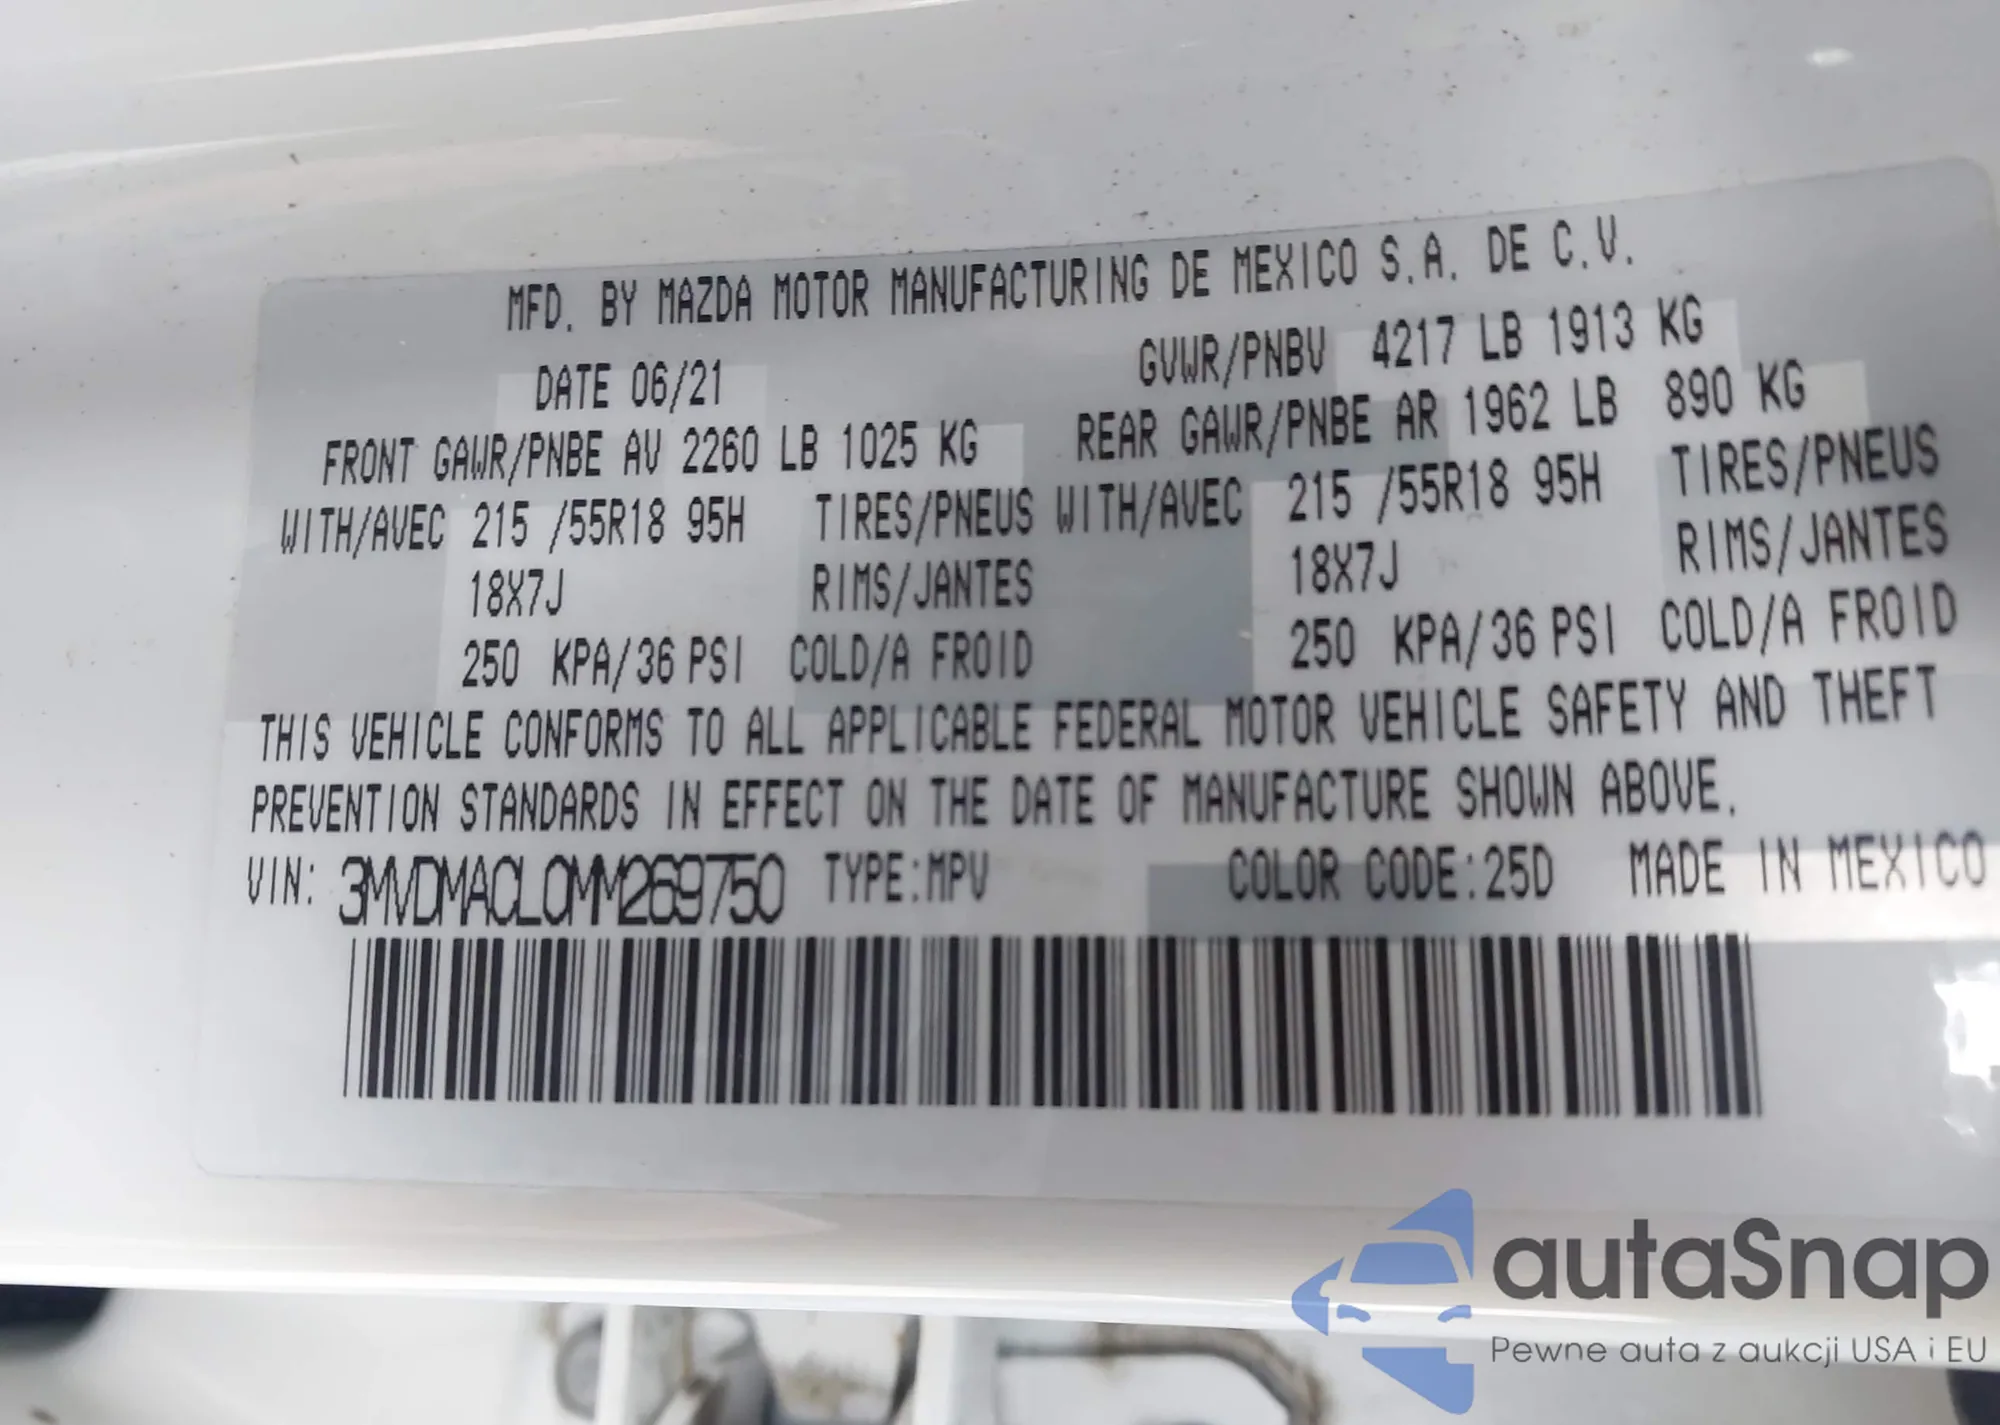 MFD. BY MAZDA MOTOR MANUFACTURING DE MEXICO S.A. DE C.V.
DATE 06/21 GVWR/PNBV 4217 LB 1913 KG
FRONT GAWR/PNBE AV 2260 LB 1025 KG REAR GAWR/PNBE AR 1962 LB 890 KG
WITH/AVEC 215 /55R18 95H TIRES/PNEUS WITH/AVEC 215 /55R18 95H TIRES/PNEUS
18X7J RIMS/JANTES 18X7J RIMS/JANTES
250 KPA/36 PSI COLD/A FROID 250 KPA/36 PSI COLD/A FROID
THIS VEHICLE CONFORMS TO ALL APPLICABLE FEDERAL MOTOR VEHICLE SAFETY AND THEFT
PREVENTION STANDARDS IN EFFECT ON THE DATE OF MANUFACTURE SHOWN ABOVE.
VIN: 3MVDMACL0MM269750 TYPE:MPV COLOR CODE:25D MADE IN MEXICO
autaSnap
Pewne auta z aukcji USA i EU